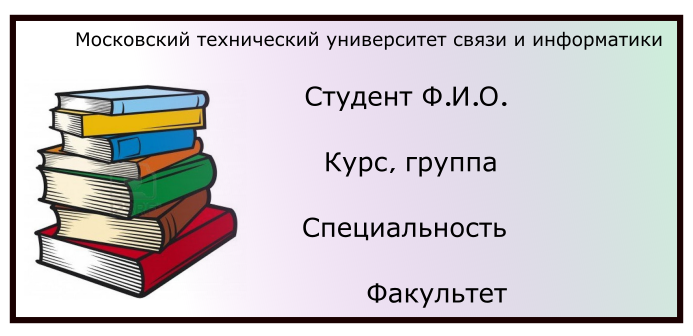 Московский технический университет связи и информатики
Студент Ф.И.О.
Курс, группа
Специальность
Факультет